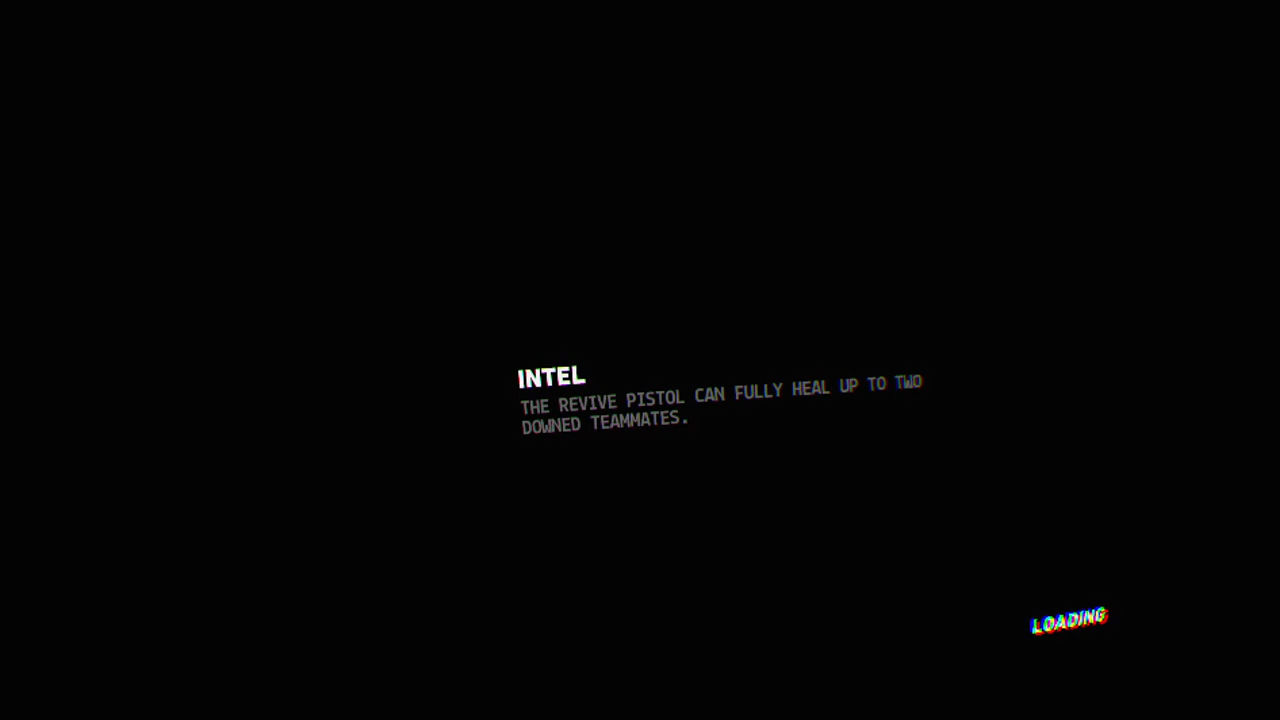 INTEL
THE REVIVE PISTOL CAN FULLY HEAL UP TO TWO
DOWNED TEAMMATES.
LOADING